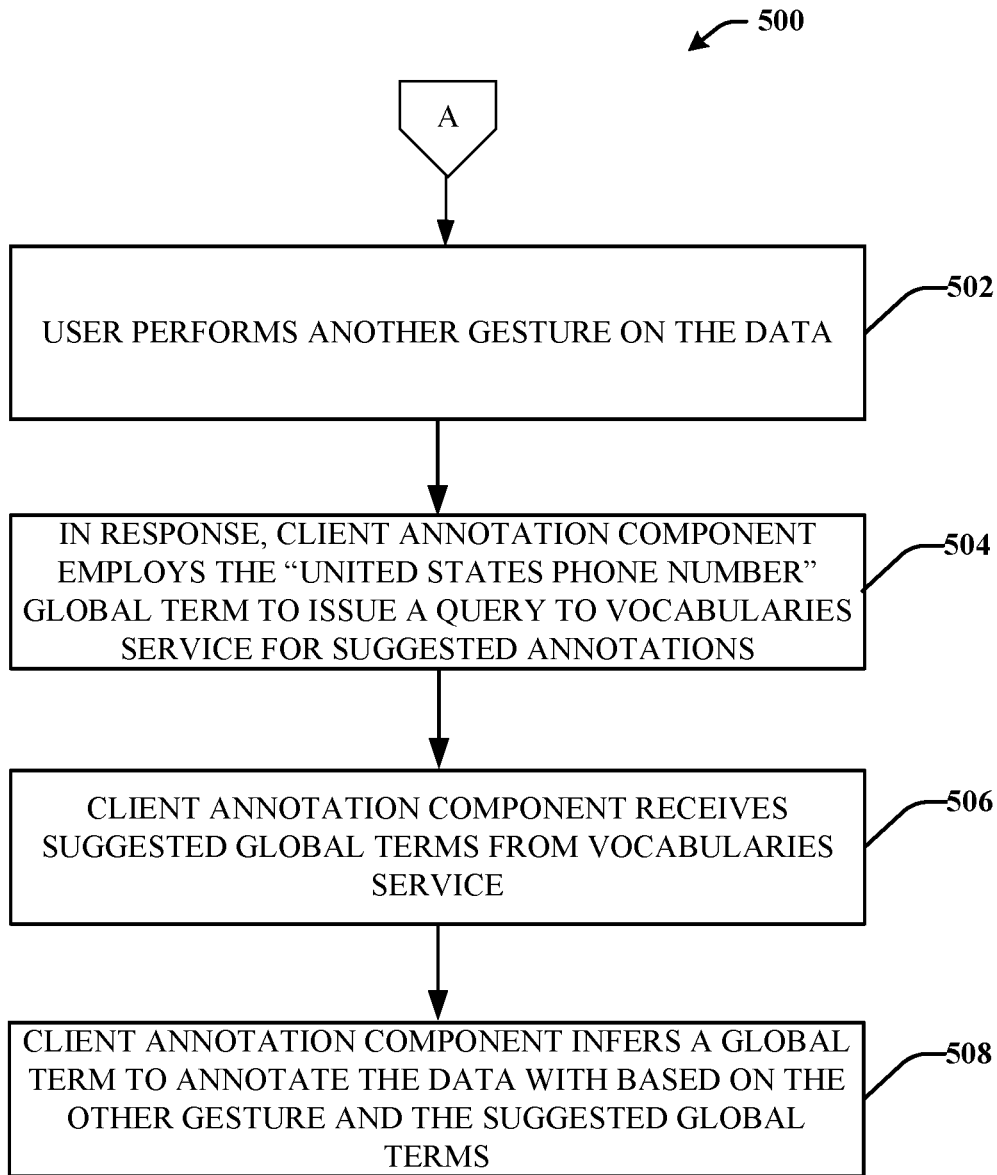 500
A
USER PERFORMS ANOTHER GESTURE ON THE DATA
502
IN RESPONSE, CLIENT ANNOTATION COMPONENT
EMPLOYS THE “UNITED STATES PHONE NUMBER”
GLOBAL TERM TO ISSUE A QUERY TO VOCABULARIES
SERVICE FOR SUGGESTED ANNOTATIONS
504
CLIENT ANNOTATION COMPONENT RECEIVES
SUGGESTED GLOBAL TERMS FROM VOCABULARIES
SERVICE
506
CLIENT ANNOTATION COMPONENT INFERS A GLOBAL
TERM TO ANNOTATE THE DATA WITH BASED ON THE
OTHER GESTURE AND THE SUGGESTED GLOBAL
TERMS
508